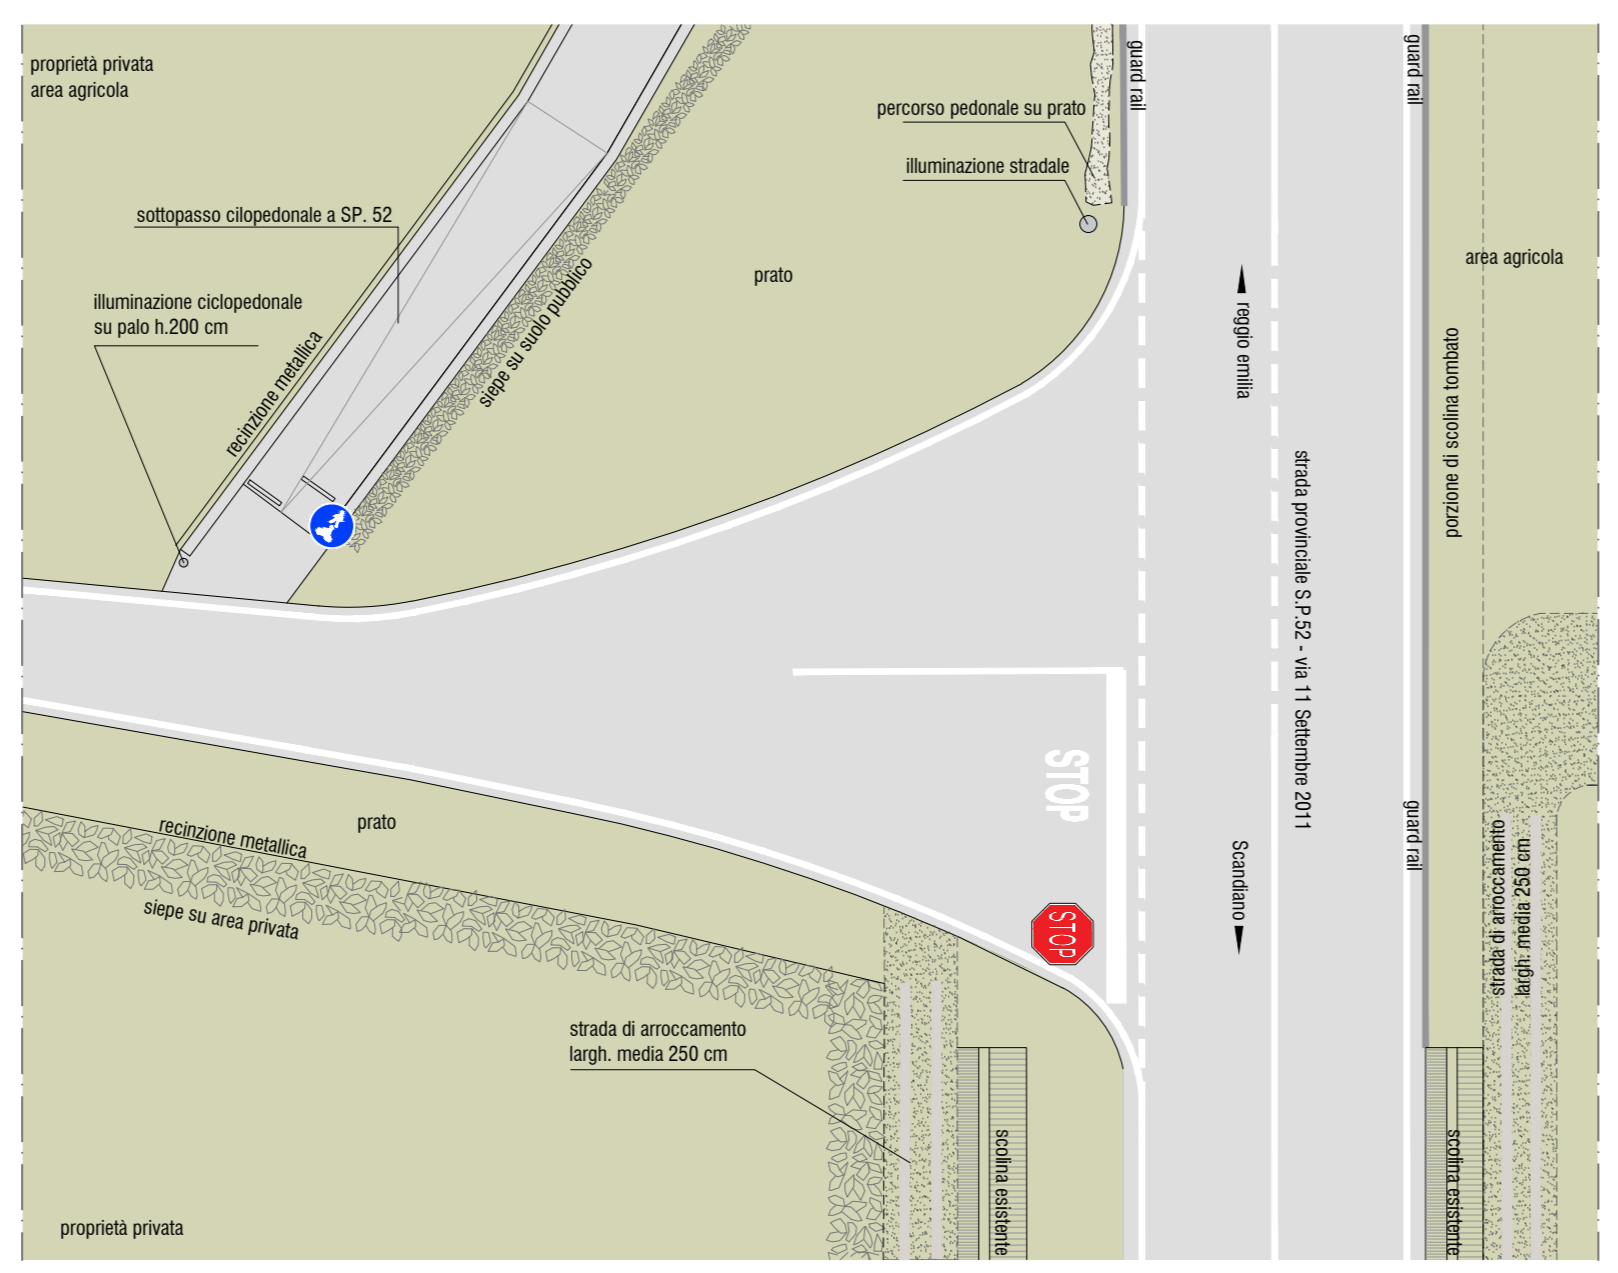 proprietà privata
area agricola
guard rail
guard rail
percorso pedonale su prato
illuminazione stradale
sottopasso cilopedonale a SP. 52
prato
area agricola
illuminazione ciclopedonale
su palo h.200 cm
recinzione metallica
siepe su suolo pubblico
reggio emilia
porzione di scolina tombato
strada provinciale S.P.52 - via 11 Settembre 2011
STOP
prato
recinzione metallica
siepe su area privata
Scandiano
guard rail
strada di arroccamento
largh. media 250 cm
STOP
strada di arroccamento
largh. media 250 cm
scolina esistente
scolina esistente
proprietà privata